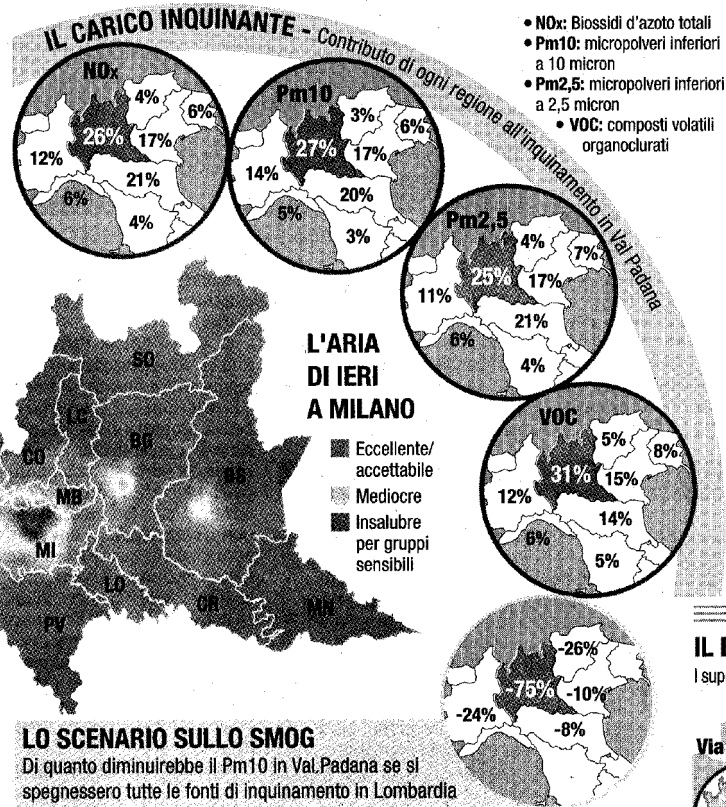 IL CARICO INQUINANTE - Contributo di ogni regione all'inquinamento in Val Padana
• NOx: Biossidi d'azoto totali
• Pm10: micropolveri inferiori
a 10 micron
• Pm2,5: micropolveri inferiori
a 2,5 micron
• VOC: composti volatili
organoclurati
NOx
4%
6%
26%
17%
12%
21%
6%
4%
Pm10
3%
6%
27%
17%
14%
20%
5%
3%
Pm2,5
4%
7%
25%
17%
11%
21%
6%
4%
VOC
5%
8%
31%
15%
12%
14%
6%
5%
L'ARIA
DI IERI
A MILANO
Eccellente/
accettabile
Mediocre
Insalubre
per gruppi
sensibili
SO
LC
CO
BG
BS
MB
MI
LO
CR
MN
PV
-26%
-75%
-10%
-24%
-8%
LO SCENARIO SULLO SMOG
Di quanto diminuirebbe il Pm10 in Val.Padana se si
spegnessero tutte le fonti di inquinamento in Lombardia
IL
I sup
Via